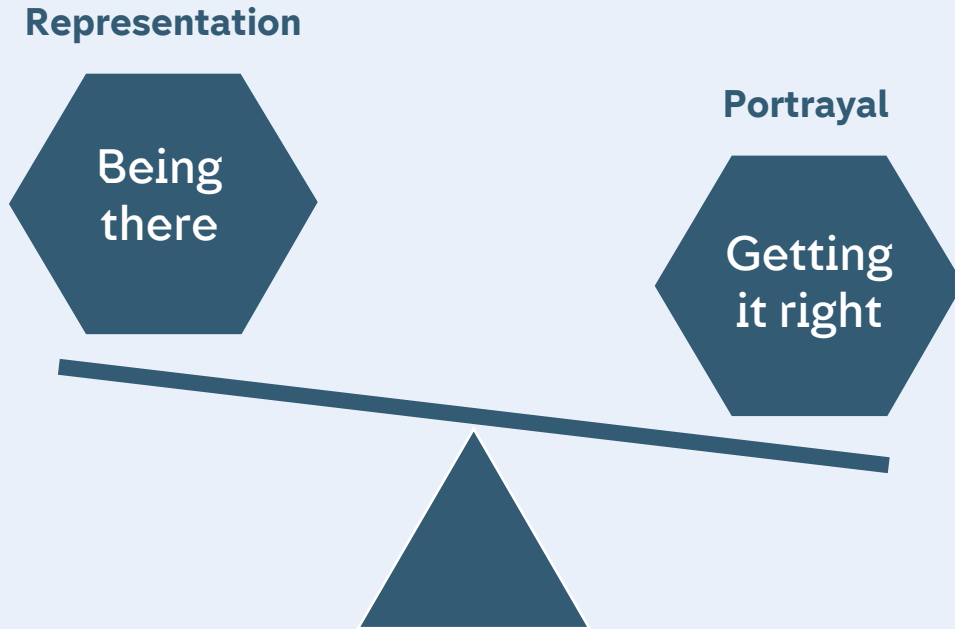 Representation
Being
there
Portrayal
Getting
it right